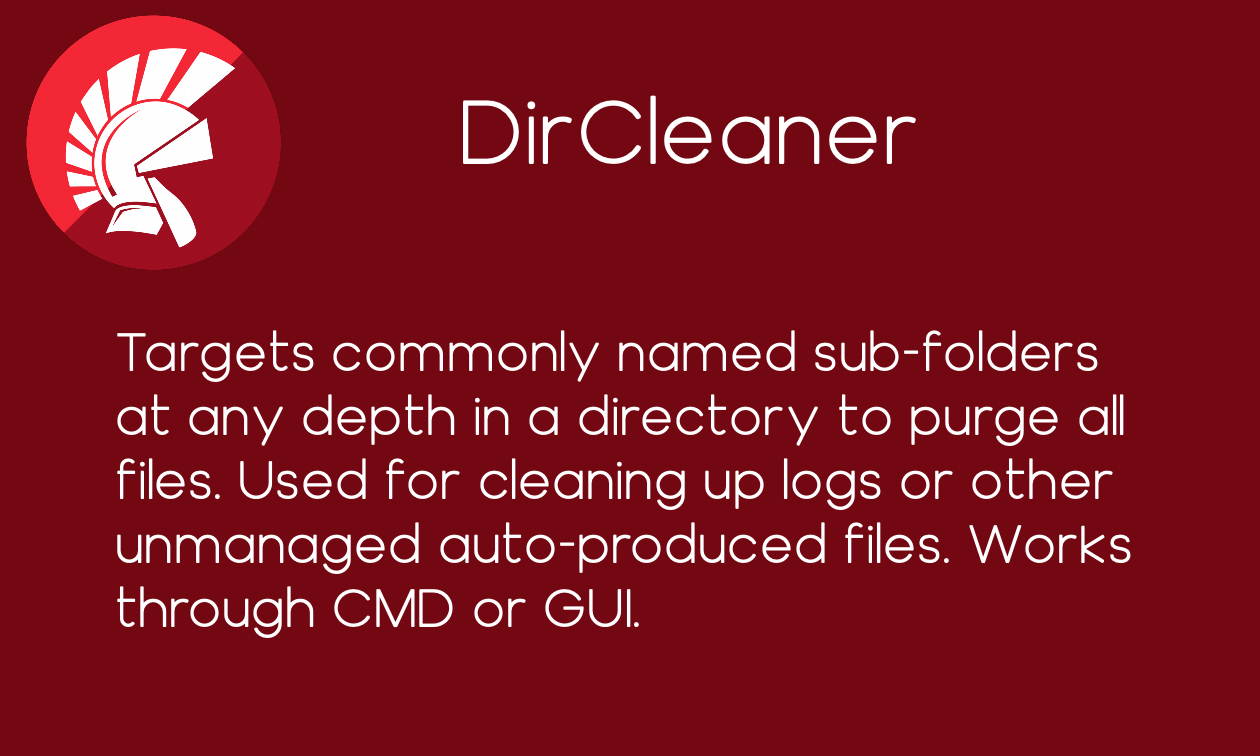 DirCleaner
Targets commonly named sub-folders
at any depth in a directory to purge all
files. Used for cleaning up logs or other
unmanaged auto-produced files. Works
through CMD or GUI.